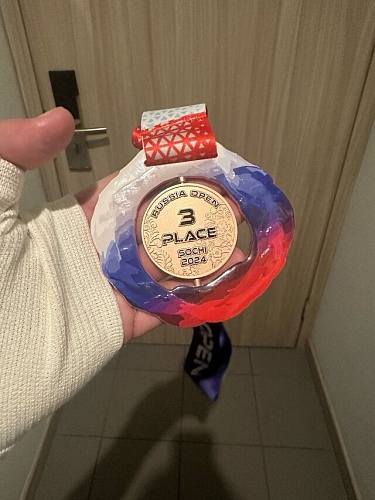 RUSSIA OPEN
3
PLACE
SOCHI
2024
OPEN